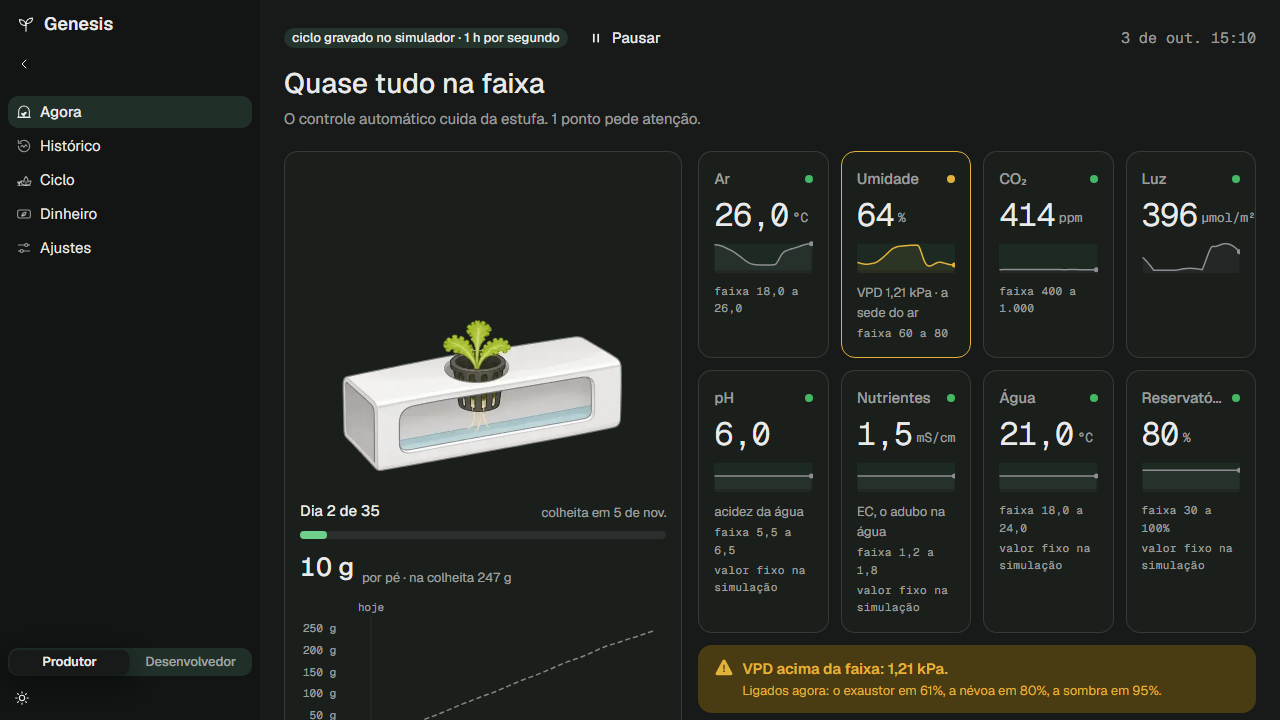 Genesis
Agora
Histórico
Ciclo
Dinheiro
Ajustes
Produtor
Desenvolvedor
ciclo gravado no simulador · 1 h por segundo
Pausar
3 de out. 15:10
Quase tudo na faixa
O controle automático cuida da estufa. 1 ponto pede atenção.
Dia 2 de 35
colheita em 5 de nov.
10 g
por pé · na colheita 247 g
hoje
250 g
200 g
150 g
100 g
50 g
Ar
26,0 °C
faixa 18,0 a
26,0
Umidade
64 %
VPD 1,21 kPa · a
sede do ar
faixa 60 a 80
CO₂
414 ppm
faixa 400 a
1.000
Luz
396 µmol/m²
pH
6,0
acidez da água
faixa 5,5 a
6,5
valor fixo na
simulação
Nutrientes
1,5 mS/cm
EC, o adubo na
água
faixa 1,2 a
1,8
valor fixo na
simulação
Água
21,0 °C
faixa 18,0 a
24,0
valor fixo na
simulação
Reservató...
80 %
faixa 30 a
100%
valor fixo na
simulação
VPD acima da faixa: 1,21 kPa.
Ligados agora: o exaustor em 61%, a névoa em 80%, a sombra em 95%.